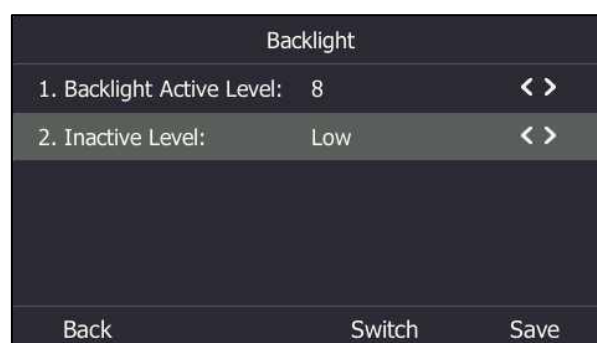 Backlight
1. Backlight Active Level: 8 < >
2. Inactive Level: Low < >
Back Switch Save